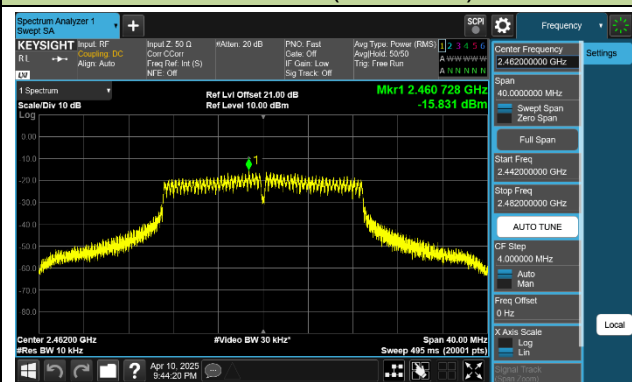 Spectrum Analyzer 1
Swept SA
SCPI
Frequency
KEYSIGHT
RL
LW
Input: RF
Coupling: DC
Align: Auto
Input Z: 50 Ω
Corr CCorr
Freq Ref: Int (S)
NFE: Off
#Atten: 20 dB
PNO: Fast
Gate: Off
IF Gain: Low
Sig Track: Off
Avg Type: Power (RMS)
Avg|Hold: 50/50
Trig: Free Run
1 2 3 4 5 6
A W W W W W
A N N N N N
Center Frequency
2.462000000 GHz
Settings
Span
40.0000000 MHz
Swept Span
Zero Span
Full Span
Start Freq
2.442000000 GHz
Stop Freq
2.482000000 GHz
AUTO TUNE
CF Step
4.000000 MHz
Auto
Man
Freq Offset
0 Hz
X Axis Scale
Log
Lin
Signal Track
(Span Zoom)
Local
1 Spectrum
Scale/Div 10 dB
Log
Ref Lvl Offset 21.00 dB
Ref Level 10.00 dBm
Mkr1 2.460 728 GHz
-15.831 dBm
1
0.00
-10.0
-20.0
-30.0
-40.0
-50.0
-60.0
-70.0
-80.0
Center 2.46200 GHz
#Res BW 10 kHz
#Video BW 30 kHz*
Span 40.00 MHz
Sweep 495 ms (20001 pts)
?
Apr 10, 2025
9:44:20 PM